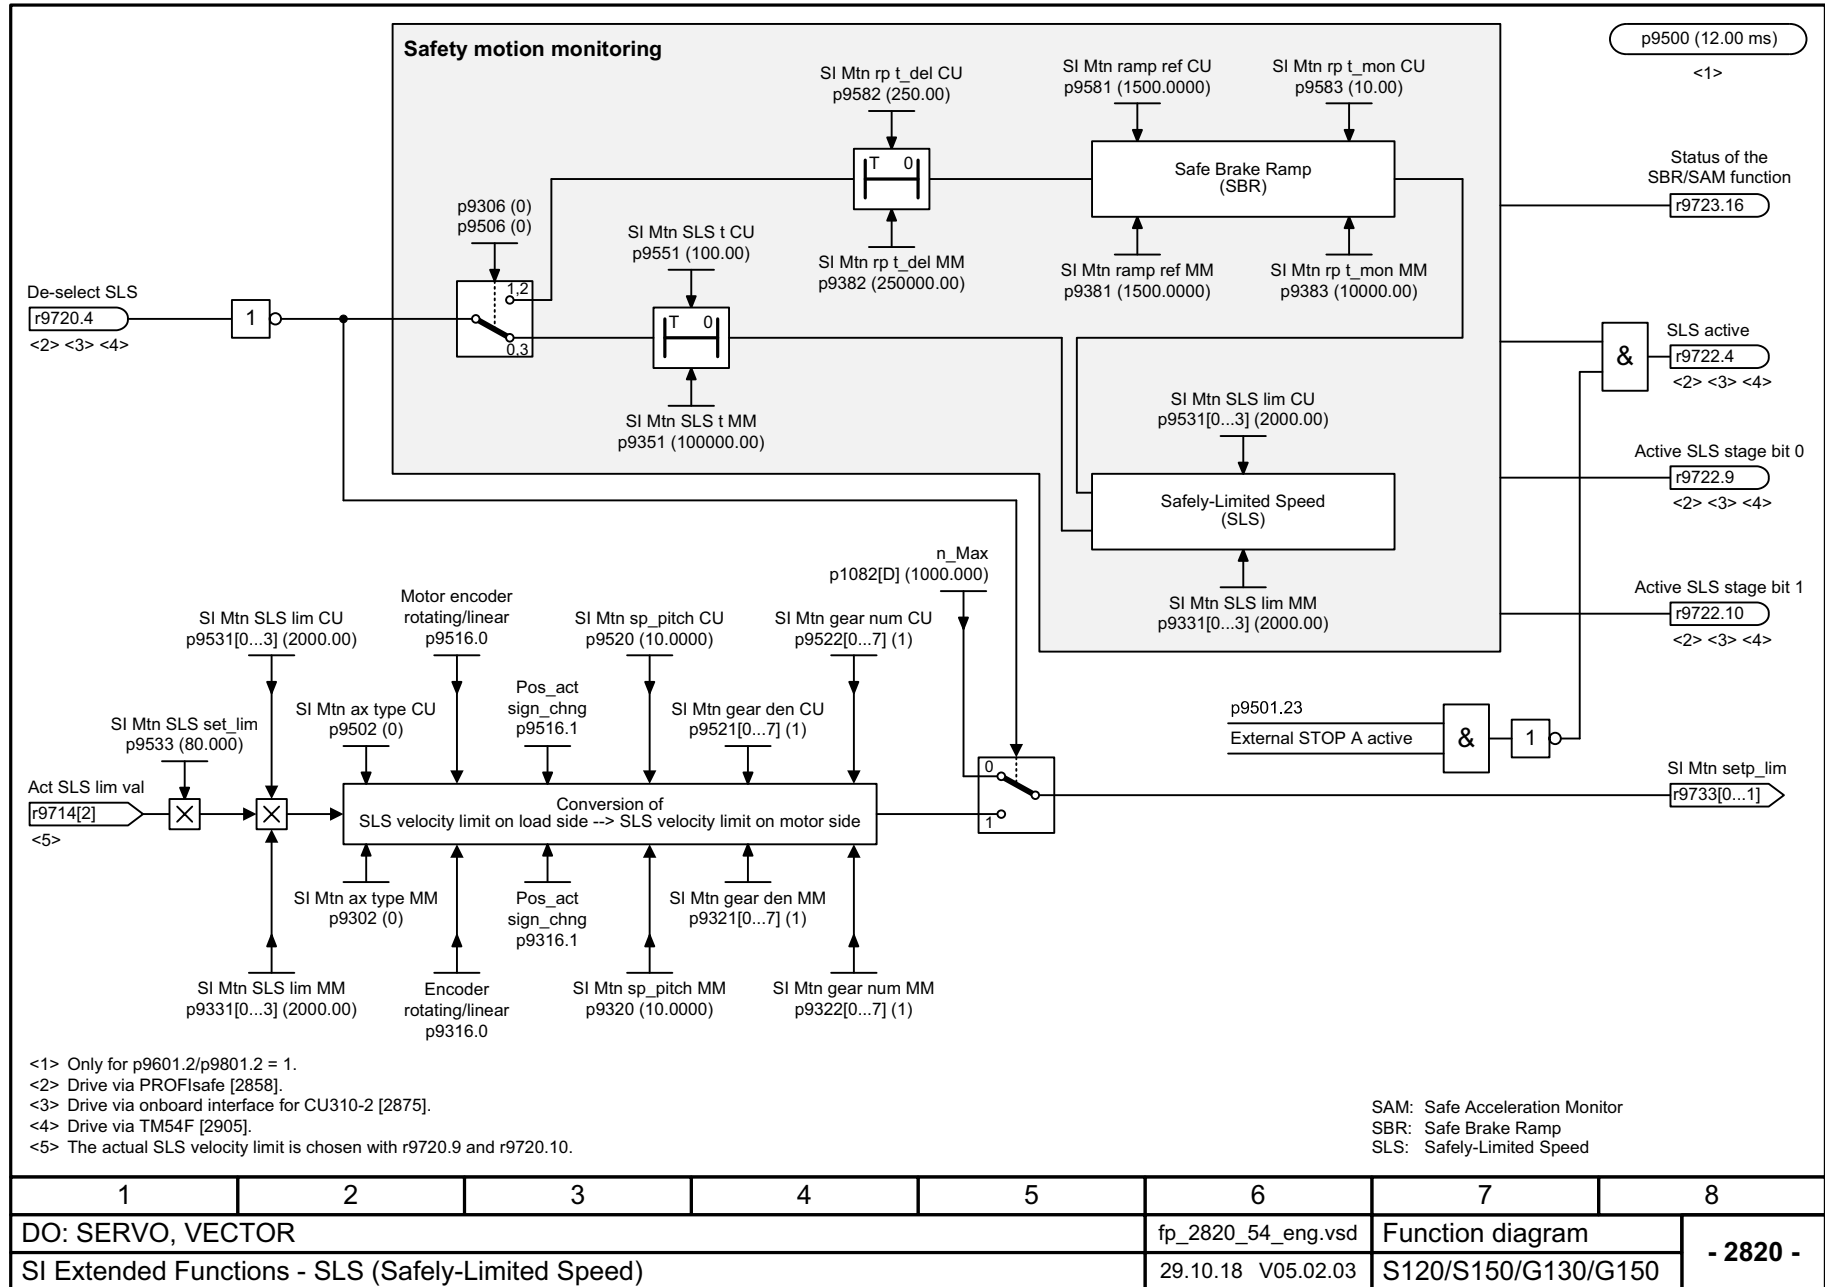 Safety motion monitoring
p9500 (12.00 ms)
<1>
SI Mtn rp t_del CU
p9582 (250.00)
SI Mtn ramp ref CU
p9581 (1500.0000)
SI Mtn rp t_mon CU
p9583 (10.00)
T 0
Safe Brake Ramp
(SBR)
Status of the
SBR/SAM function
r9723.16
p9306 (0)
p9506 (0)
SI Mtn SLS t CU
p9551 (100.00)
SI Mtn rp t_del MM
p9382 (250000.00)
SI Mtn ramp ref MM
p9381 (1500.0000)
SI Mtn rp t_mon MM
p9383 (10000.00)
De-select SLS
r9720.4
<2> <3> <4>
1
1,2
0,3
T 0
SI Mtn SLS t MM
p9351 (100000.00)
&
SLS active
r9722.4
<2> <3> <4>
SI Mtn SLS lim CU
p9531[0...3] (2000.00)
Safely-Limited Speed
(SLS)
SI Mtn SLS lim MM
p9331[0...3] (2000.00)
Active SLS stage bit 0
r9722.9
<2> <3> <4>
Active SLS stage bit 1
r9722.10
<2> <3> <4>
n_Max
p1082[D] (1000.000)
SI Mtn SLS lim CU
p9531[0...3] (2000.00)
Motor encoder
rotating/linear
p9516.0
SI Mtn sp_pitch CU
p9520 (10.0000)
SI Mtn gear num CU
p9522[0...7] (1)
SI Mtn SLS set_lim
p9533 (80.000)
SI Mtn ax type CU
p9502 (0)
Pos_act
sign_chng
p9516.1
SI Mtn gear den CU
p9521[0...7] (1)
p9501.23
External STOP A active
&
1
Act SLS lim val
r9714[2]
<5>
Conversion of
SLS velocity limit on load side --> SLS velocity limit on motor side
0
1
SI Mtn setp_lim
r9733[0...1]
SI Mtn ax type MM
p9302 (0)
Pos_act
sign_chng
p9316.1
SI Mtn gear den MM
p9321[0...7] (1)
SI Mtn SLS lim MM
p9331[0...3] (2000.00)
Encoder
rotating/linear
p9316.0
SI Mtn sp_pitch MM
p9320 (10.0000)
SI Mtn gear num MM
p9322[0...7] (1)
<1> Only for p9601.2/p9801.2 = 1.
<2> Drive via PROFIsafe [2858].
<3> Drive via onboard interface for CU310-2 [2875].
<4> Drive via TM54F [2905].
<5> The actual SLS velocity limit is chosen with r9720.9 and r9720.10.
SAM: Safe Acceleration Monitor
SBR: Safe Brake Ramp
SLS: Safely-Limited Speed
1 2 3 4 5 6 7 8
DO: SERVO, VECTOR
fp_2820_54_eng.vsd
Function diagram
- 2820 -
SI Extended Functions - SLS (Safely-Limited Speed)
29.10.18 V05.02.03
S120/S150/G130/G150